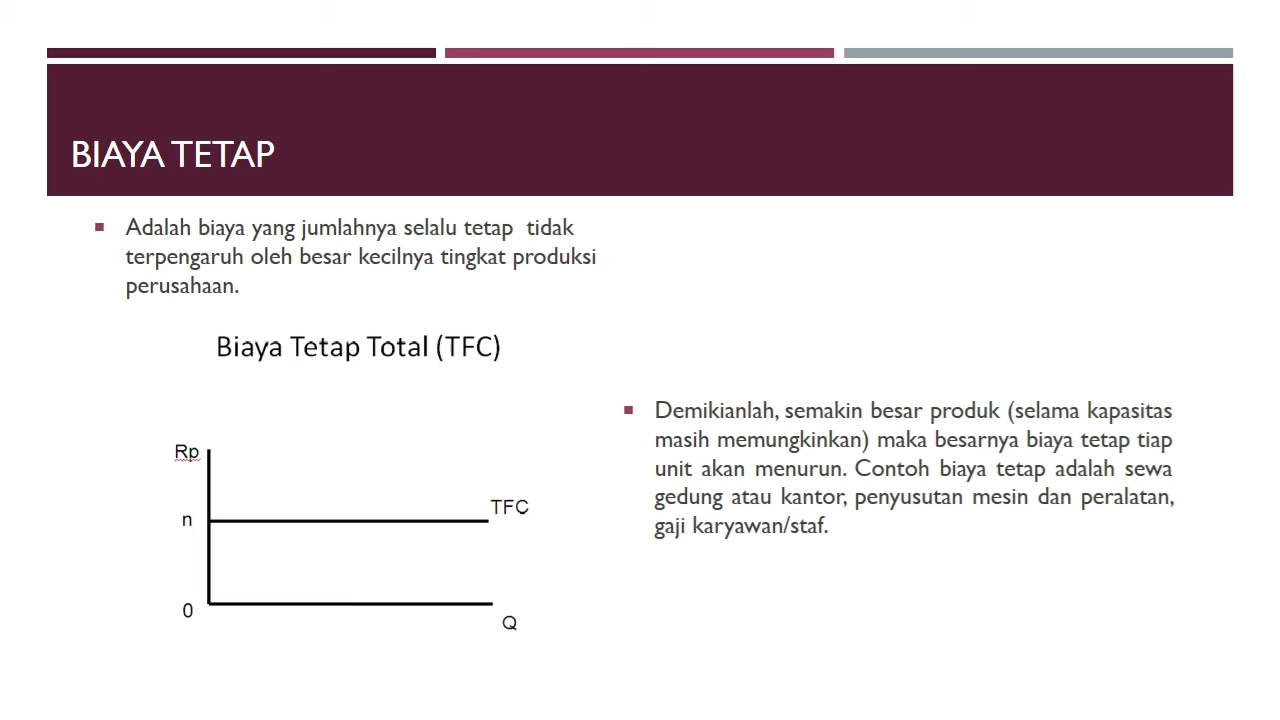 BIAYA TETAP
Adalah biaya yang jumlahnya selalu tetap  tidak
terpengaruh oleh besar kecilnya tingkat produksi
perusahaan.
Biaya Tetap Total (TFC)
Rp
n
TFC
0
Q
Demikianlah, semakin besar produk (selama kapasitas
masih memungkinkan) maka besarnya biaya tetap tiap
unit akan menurun. Contoh biaya tetap adalah sewa
gedung atau kantor, penyusutan mesin dan peralatan,
gaji karyawan/staf.